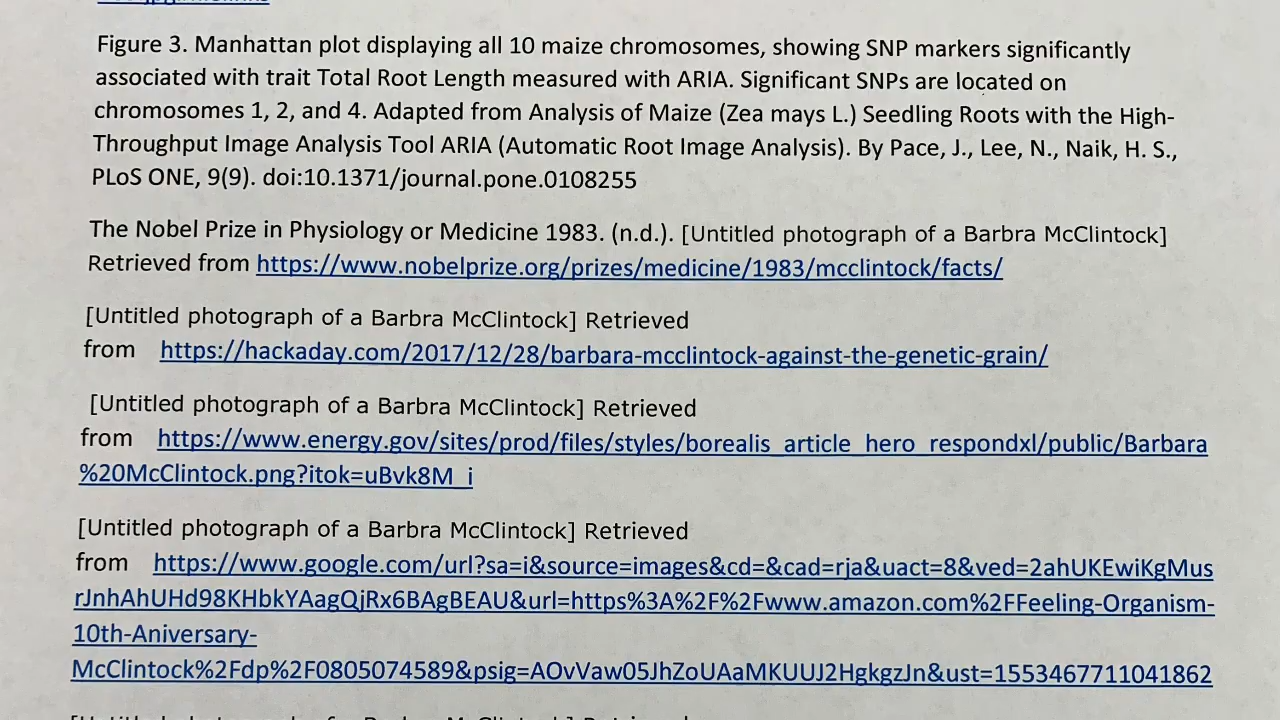 Figure 3. Manhattan plot displaying all 10 maize chromosomes, showing SNP markers significantly
associated with trait Total Root Length measured with ARIA. Significant SNPs are located on
chromosomes 1, 2, and 4. Adapted from Analysis of Maize (Zea mays L.) Seedling Roots with the High-
Throughput Image Analysis Tool ARIA (Automatic Root Image Analysis). By Pace, J., Lee, N., Naik, H. S.,
PLoS ONE, 9(9). doi:10.1371/journal.pone.0108255
The Nobel Prize in Physiology or Medicine 1983. (n.d.). [Untitled photograph of a Barbra McClintock]
Retrieved from https://www.nobelprize.org/prizes/medicine/1983/mcclintock/facts/
[Untitled photograph of a Barbra McClintock] Retrieved
from https://hackaday.com/2017/12/28/barbara-mcclintock-against-the-genetic-grain/
[Untitled photograph of a Barbra McClintock] Retrieved
from https://www.energy.gov/sites/prod/files/styles/borealis_article_hero_respondxl/public/Barbara
%20McClintock.png?itok=uBvk8M_i
[Untitled photograph of a Barbra McClintock] Retrieved
from https://www.google.com/url?sa=i&source=images&cd=&cad=rja&uact=8&ved=2ahUKEwiKgMus
rJnhAhUHd98KHbkYAagQjRx6BAgBEAU&url=https%3A%2F%2Fwww.amazon.com%2FFeeling-Organism-
10th-Aniversary-
McClintock%2Fdp%2F0805074589&psig=AOvVaw05JhZoUAaMKUUJ2HgkgzJn&ust=1553467711041862